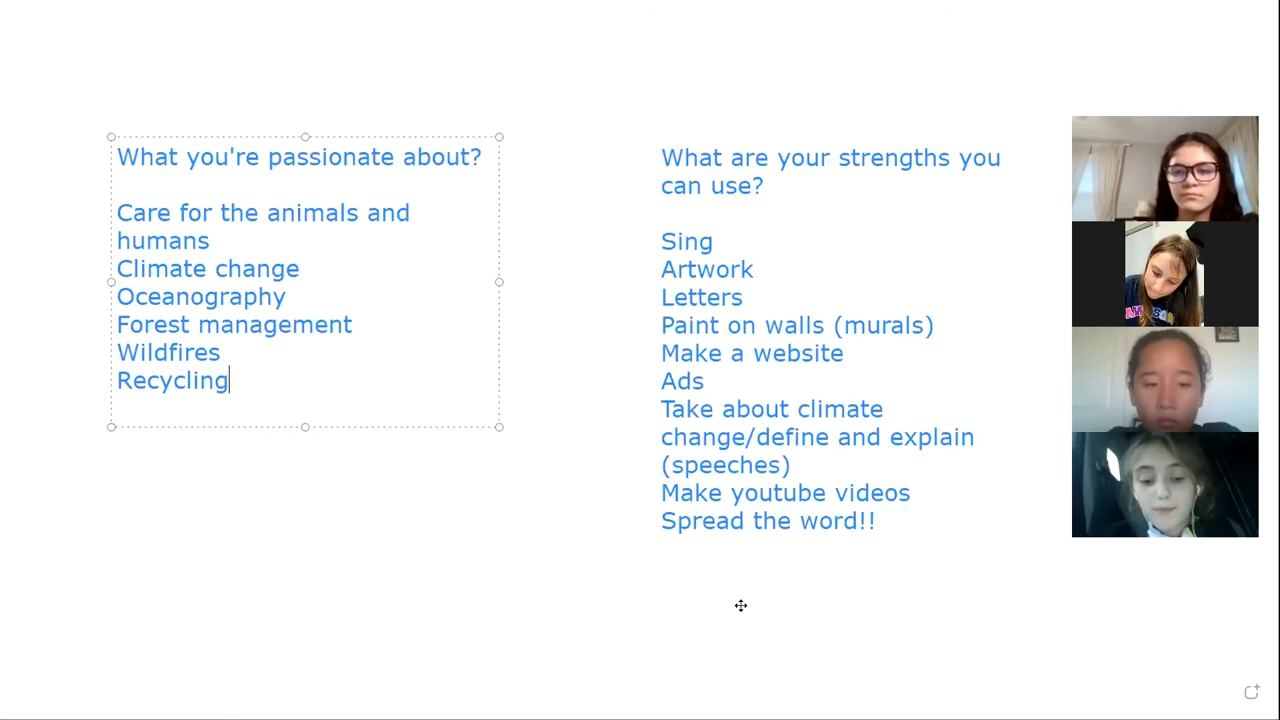 What you're passionate about?
Care for the animals and
humans
Climate change
Oceanography
Forest management
Wildfires
Recycling
What are your strengths you
can use?
Sing
Artwork
Letters
Paint on walls (murals)
Make a website
Ads
Take about climate
change/define and explain
(speeches)
Make youtube videos
Spread the word!!